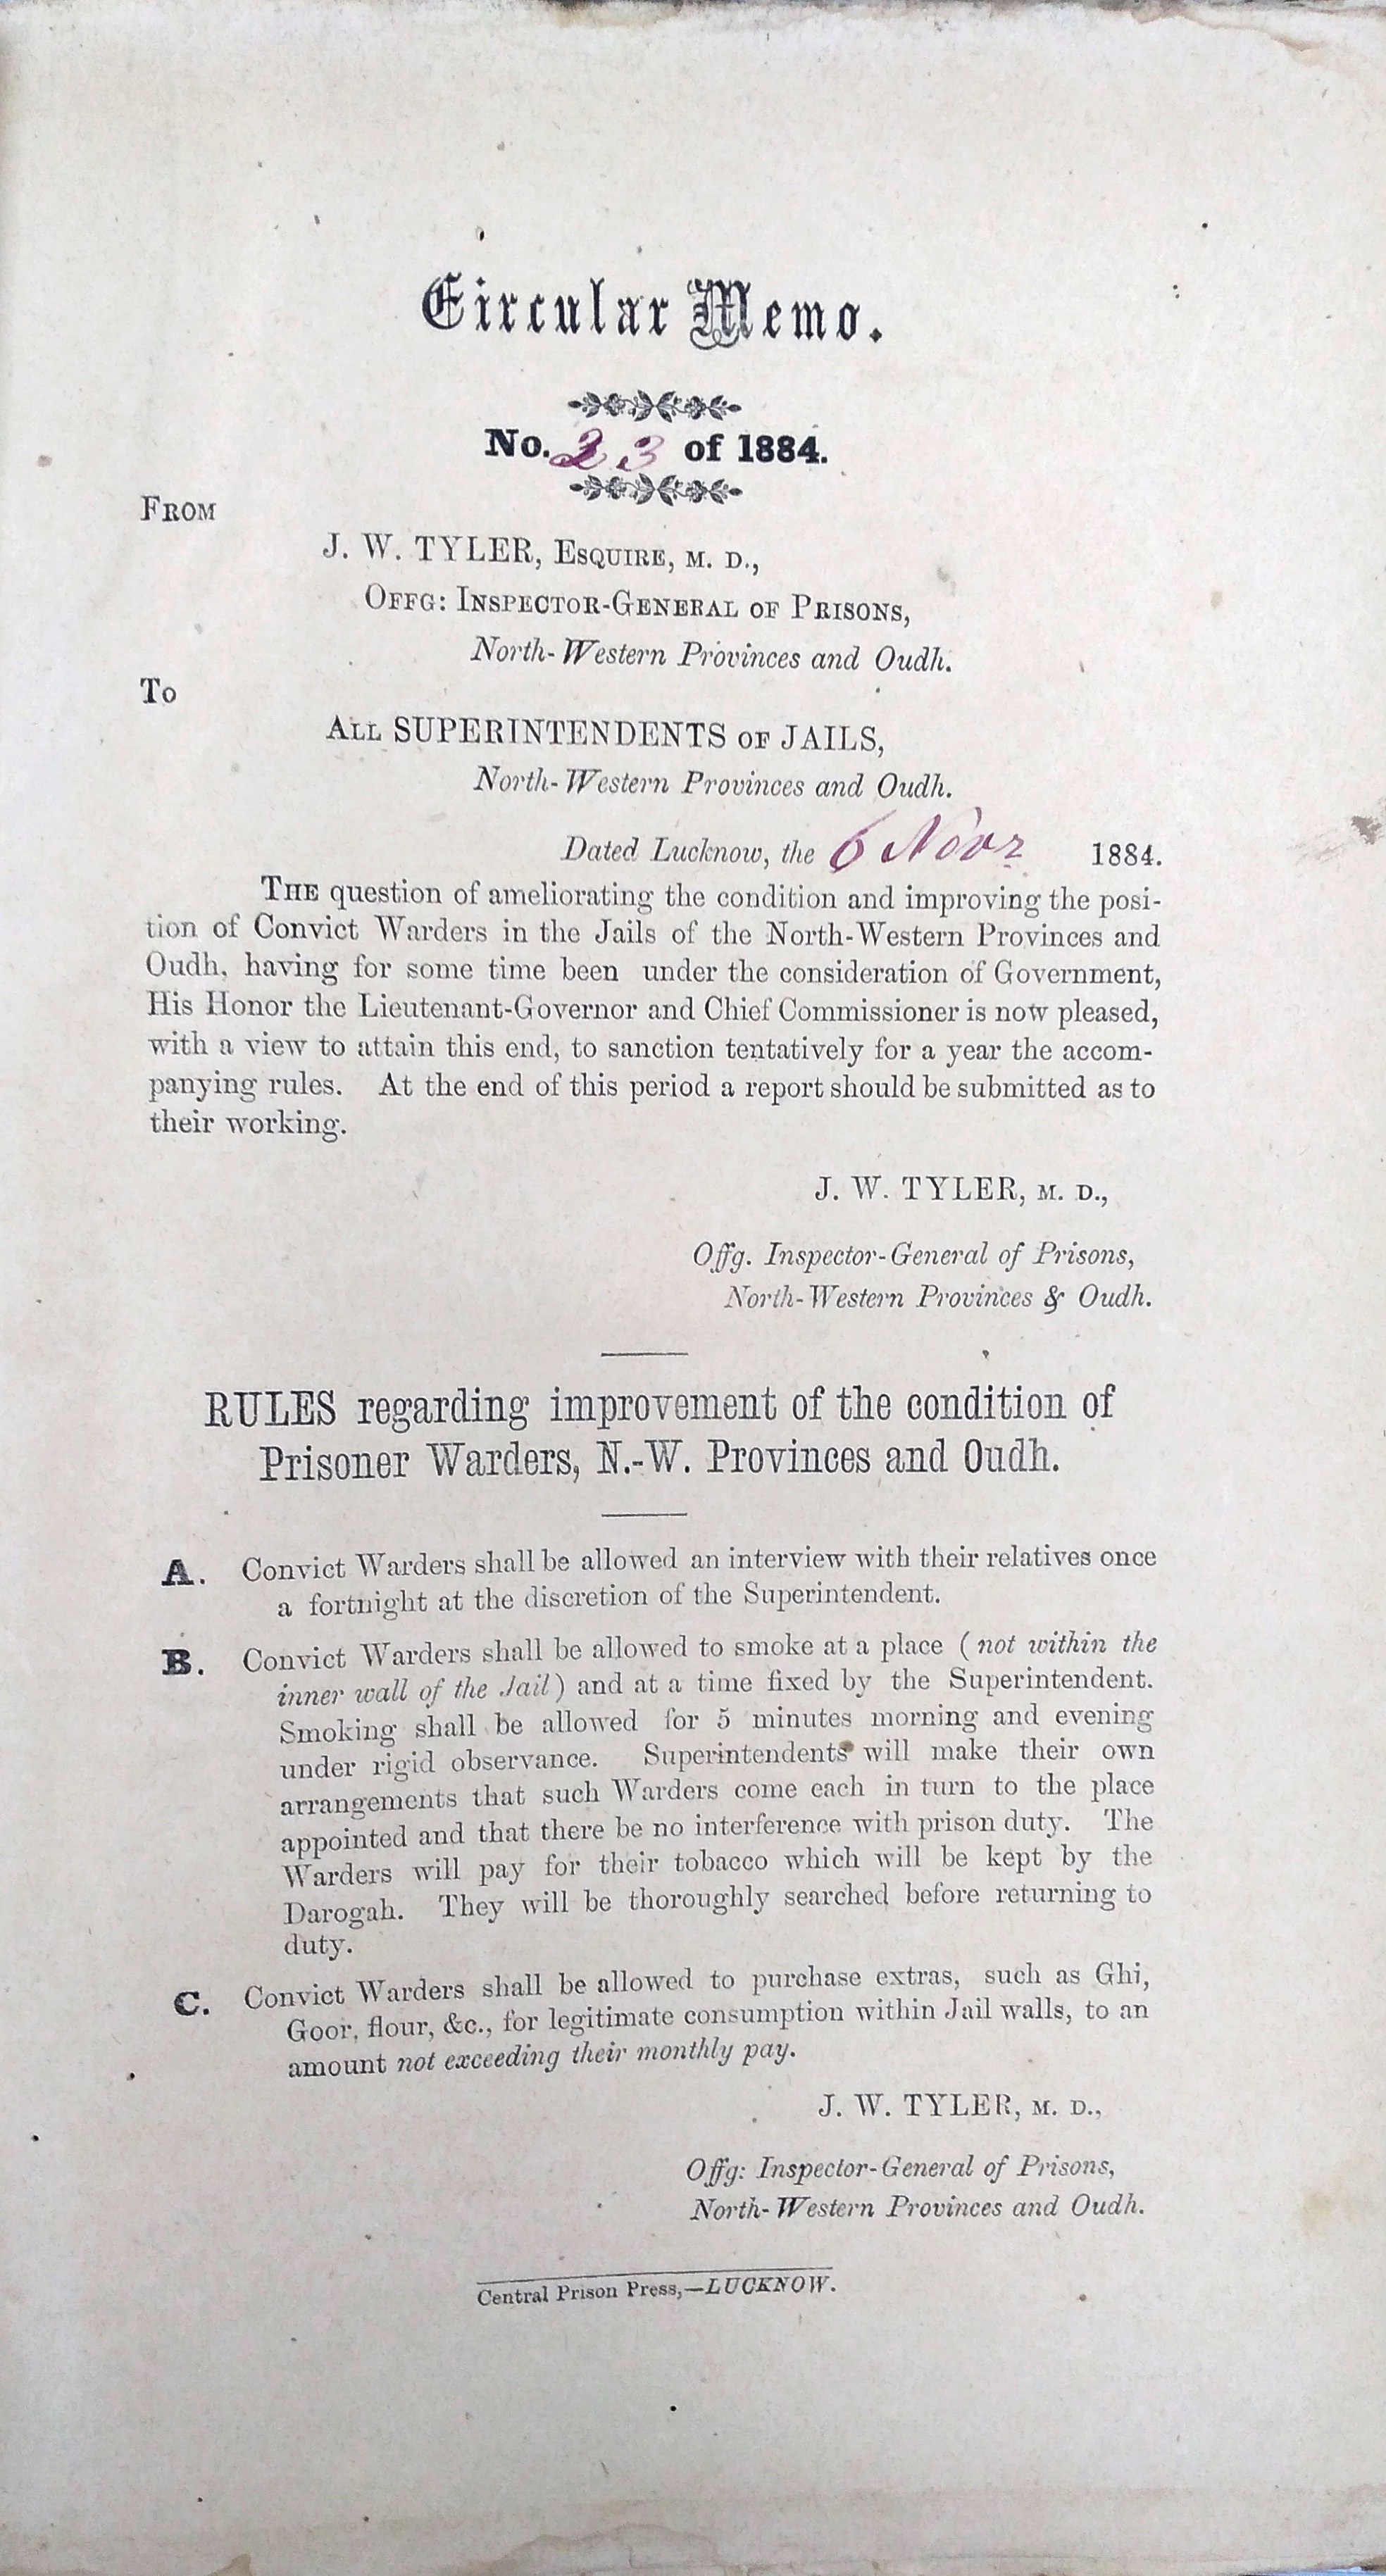 Circular Memo.
No. 23 of 1884.
FROM
J. W. TYLER, ESQUIRE, M. D.,
OFFG: INSPECTOR-GENERAL OF PRISONS,
North-Western Provinces and Oudh.
To
ALL SUPERINTENDENTS OF JAILS,
North-Western Provinces and Oudh.
Dated Lucknow, the 6 Novr 1884.
THE question of ameliorating the condition and improving the posi-
tion of Convict Warders in the Jails of the North-Western Provinces and
Oudh, having for some time been under the consideration of Government,
His Honor the Lieutenant-Governor and Chief Commissioner is now pleased,
with a view to attain this end, to sanction tentatively for a year the accom-
panying rules. At the end of this period a report should be submitted as to
their working.
J. W. TYLER, M. D.,
Offg. Inspector-General of Prisons,
North-Western Provinces & Oudh.
RULES regarding improvement of the condition of
Prisoner Warders, N.-W. Provinces and Oudh.
A. Convict Warders shall be allowed an interview with their relatives once
a fortnight at the discretion of the Superintendent.
B. Convict Warders shall be allowed to smoke at a place (not within the
inner wall of the Jail) and at a time fixed by the Superintendent.
Smoking shall be allowed for 5 minutes morning and evening
under rigid observance. Superintendents will make their own
arrangements that such Warders come each in turn to the place
appointed and that there be no interference with prison duty. The
Warders will pay for their tobacco which will be kept by the
Darogah. They will be thoroughly searched before returning to
duty.
C. Convict Warders shall be allowed to purchase extras, such as Ghi,
Goor, flour, &c., for legitimate consumption within Jail walls, to an
amount not exceeding their monthly pay.
J. W. TYLER, M. D.,
Offg: Inspector-General of Prisons,
North-Western Provinces and Oudh.
Central Prison Press,—LUCKNOW.